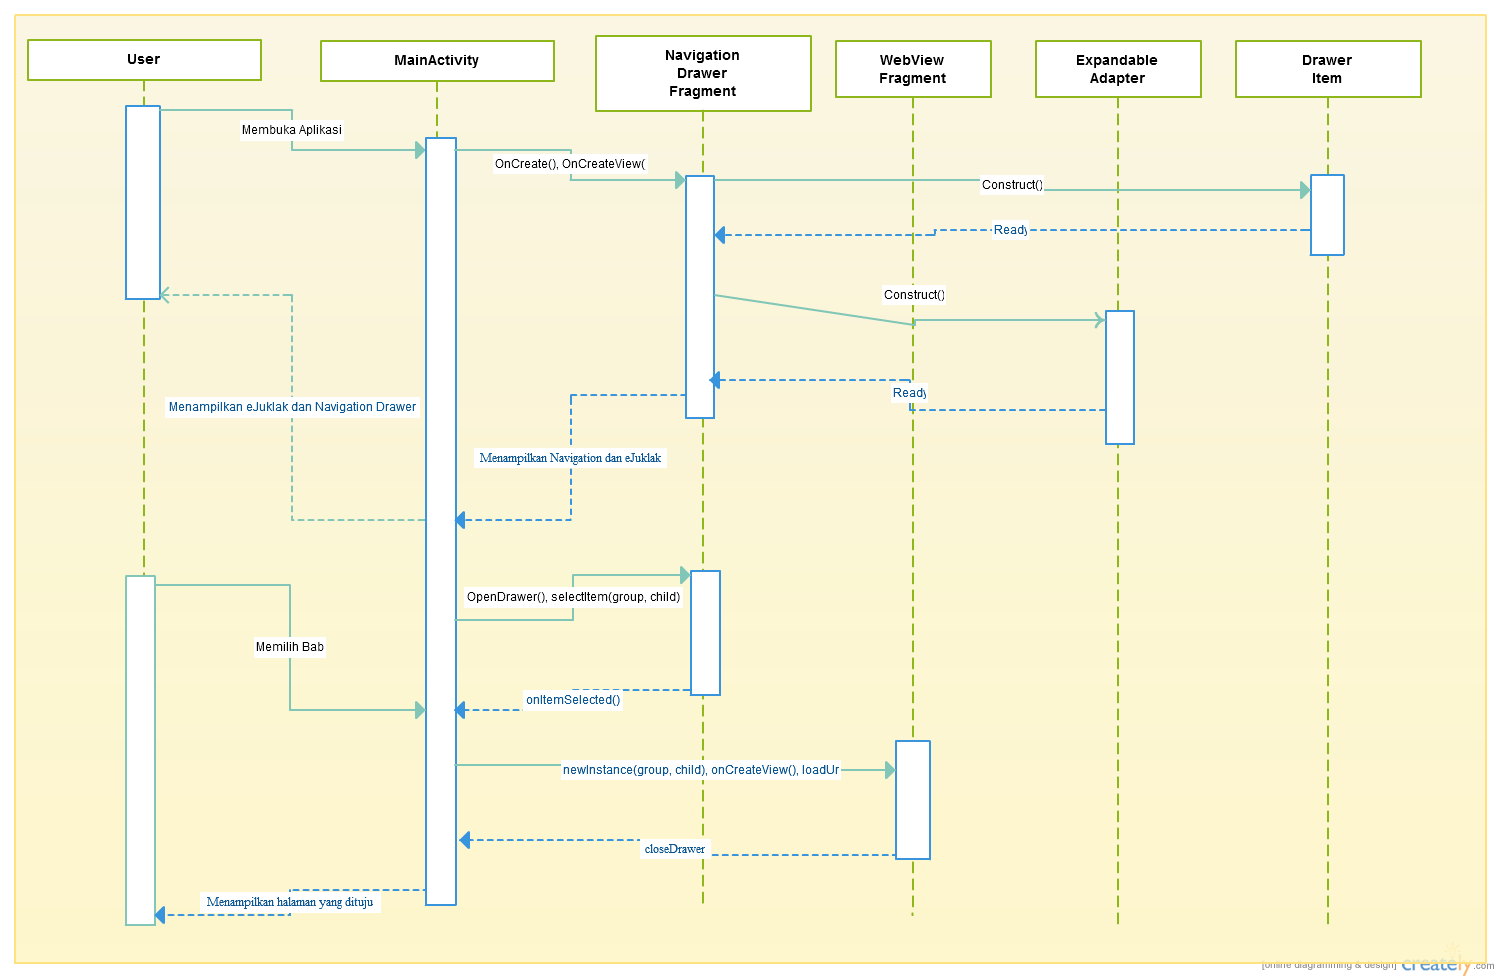 User
MainActivity
Navigation
Drawer
Fragment
WebView
Fragment
Expandable
Adapter
Drawer
Item
Membuka Aplikasi
OnCreate(), OnCreateView(
Construct()
Ready
Construct()
Ready
Menampilkan eJuklak dan Navigation Drawer
Menampilkan Navigation dan eJuklak
OpenDrawer(), selectItem(group, child)
Memilih Bab
onItemSelected()
newInstance(group, child), onCreateView(), loadUr
closeDrawer
Menampilkan halaman yang dituju
[online diagramming & design] creately.com